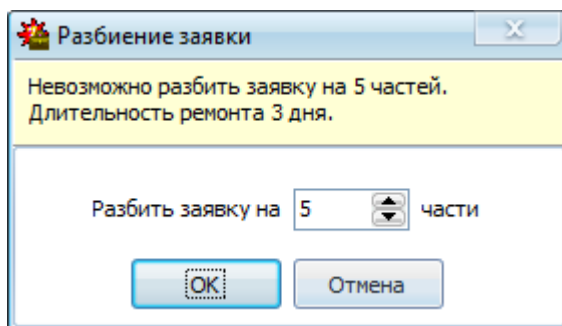 Разбиение заявки
Невозможно разбить заявку на 5 частей.
Длительность ремонта 3 дня.
Разбить заявку на 5 части
OK Отмена